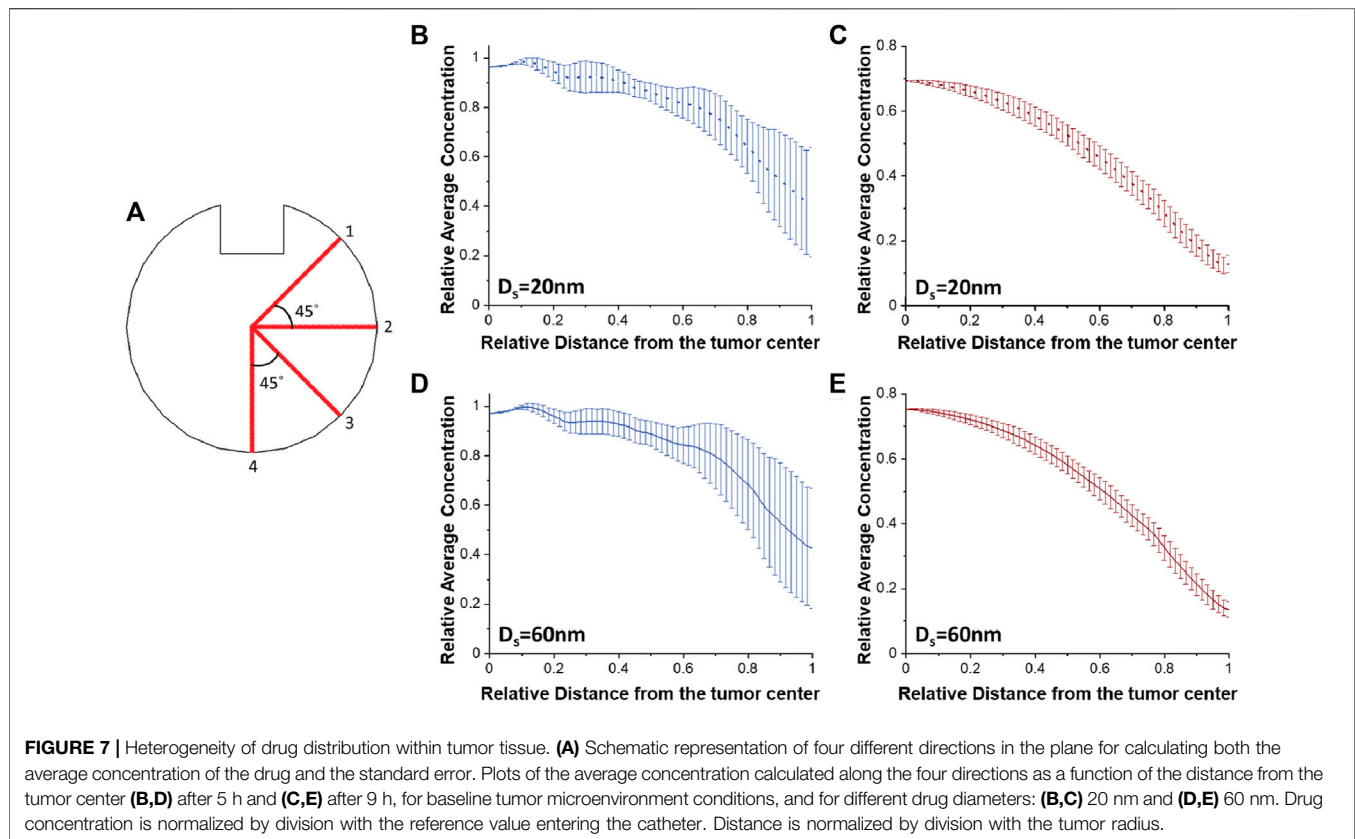 A
1
45°
2
45°
3
4
B
Relative Average Concentration
1
0.8
0.6
0.4
0.2
0
D_s=20nm
0 0.2 0.4 0.6 0.8 1
Relative Distance from the tumor center
C
Relative Average Concentration
0.8
0.6
0.4
0.2
0
D_s=20nm
0 0.2 0.4 0.6 0.8 1
Relative Distance from the tumor center
D
Relative Average Concentration
1
0.8
0.6
0.4
0.2
0
D_s=60nm
0 0.2 0.4 0.6 0.8 1
Relative Distance from the tumor center
E
Relative Average Concentration
0.8
0.6
0.4
0.2
0
D_s=60nm
0 0.2 0.4 0.6 0.8 1
Relative Distance from the tumor center
FIGURE 7 | Heterogeneity of drug distribution within tumor tissue. (A) Schematic representation of four different directions in the plane for calculating both the
average concentration of the drug and the standard error. Plots of the average concentration calculated along the four directions as a function of the distance from the
tumor center (B,D) after 5 h and (C,E) after 9 h, for baseline tumor microenvironment conditions, and for different drug diameters: (B,C) 20 nm and (D,E) 60 nm. Drug
concentration is normalized by division with the reference value entering the catheter. Distance is normalized by division with the tumor radius.